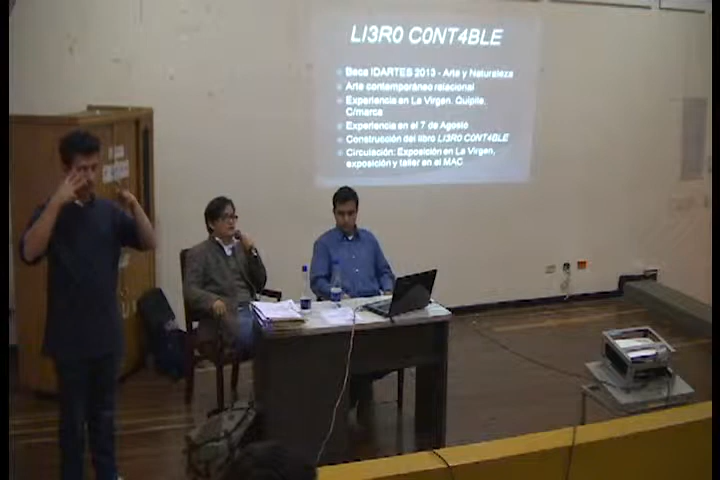 LI3R0 C0NT4BLE
Beca IDARTES 2013 - Arte y Naturaleza
Arte contemporáneo relacional
Experiencia en La Virgen. Quipile, C/marca
Experiencia en el 7 de Agosto
Construcción del libro LI3R0 C0NT4BLE
Circulación: Exposición en La Virgen,
exposición y taller en el MAC